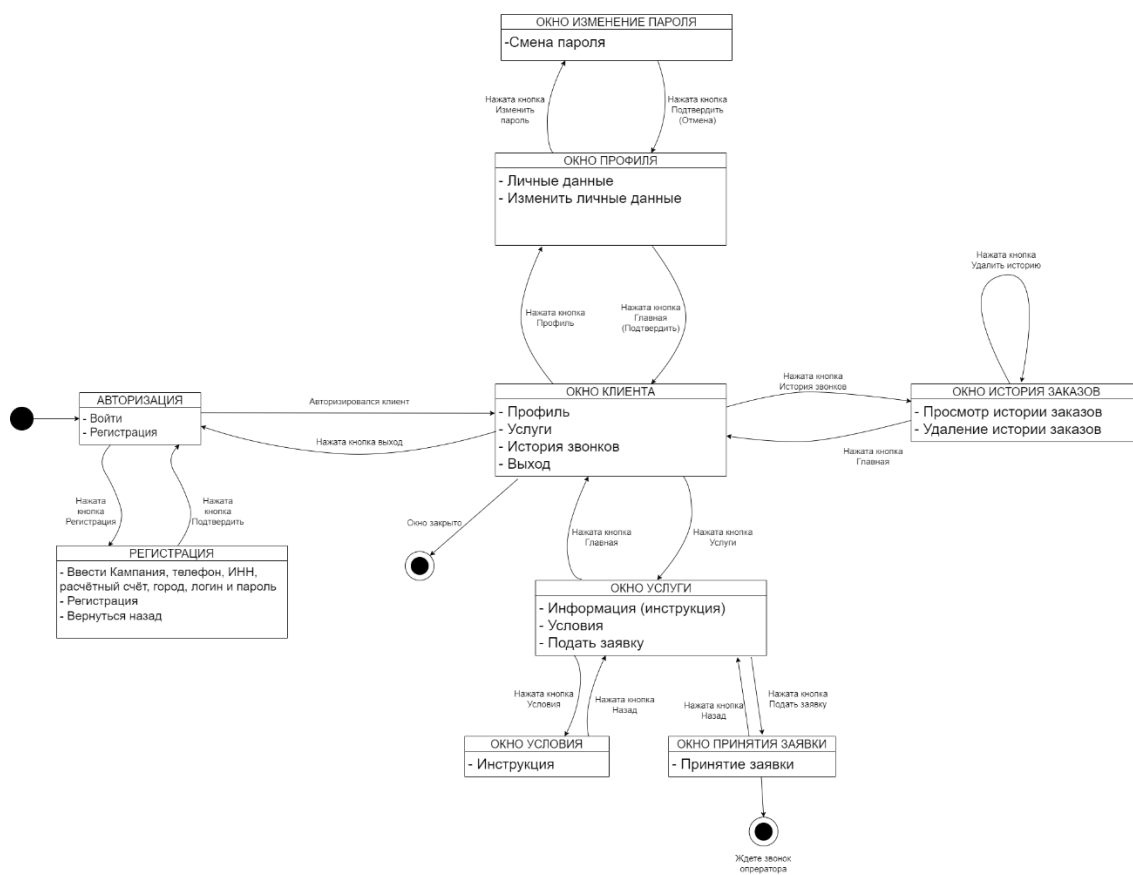 ОКНО ИЗМЕНЕНИЕ ПАРОЛЯ
-Смена пароля
Нажата кнопка
Изменить
пароль
Нажата кнопка
Подтвердить
(Отмена)
ОКНО ПРОФИЛЯ
- Личные данные
- Изменить личные данные
Нажата кнопка
Удалить историю
Нажата кнопка
Профиль
Нажата кнопка
Главная
(Подтвердить)
АВТОРИЗАЦИЯ
- Войти
- Регистрация
Авторизировался клиент
Нажата кнопка выход
ОКНО КЛИЕНТА
- Профиль
- Услуги
- История звонков
- Выход
Нажата кнопка
История звонков
Нажата кнопка
Главная
ОКНО ИСТОРИЯ ЗАКАЗОВ
- Просмотр истории заказов
- Удаление истории заказов
Нажата
кнопка
Регистрация
Нажата
кнопка
Подтвердить
Окно закрыто
Нажата кнопка
Главная
Нажата кнопка
Услуги
РЕГИСТРАЦИЯ
- Ввести Кампания, телефон, ИНН,
расчётный счёт, город, логин и пароль
- Регистрация
- Вернуться назад
ОКНО УСЛУГИ
- Информация (инструкция)
- Условия
- Подать заявку
Нажата кнопка
Условия
Нажата кнопка
Назад
Нажата кнопка
Назад
Нажата кнопка
Подать заявку
ОКНО УСЛОВИЯ
- Инструкция
ОКНО ПРИНЯТИЯ ЗАЯВКИ
- Принятие заявки
Ждете звонок
опрератора